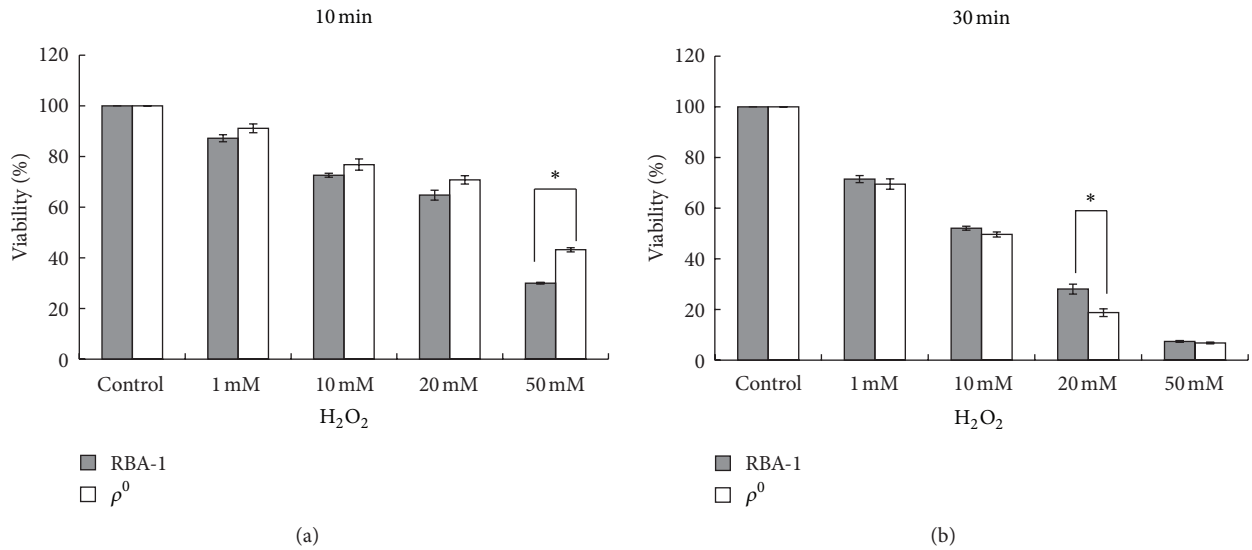 10 min
120
100
80
60
40
20
0
Viability (%)
*
Control 1 mM 10 mM 20 mM 50 mM
H₂O₂
RBA-1
ρ⁰
(a)
30 min
120
100
80
60
40
20
0
Viability (%)
*
Control 1 mM 10 mM 20 mM 50 mM
H₂O₂
RBA-1
ρ⁰
(b)